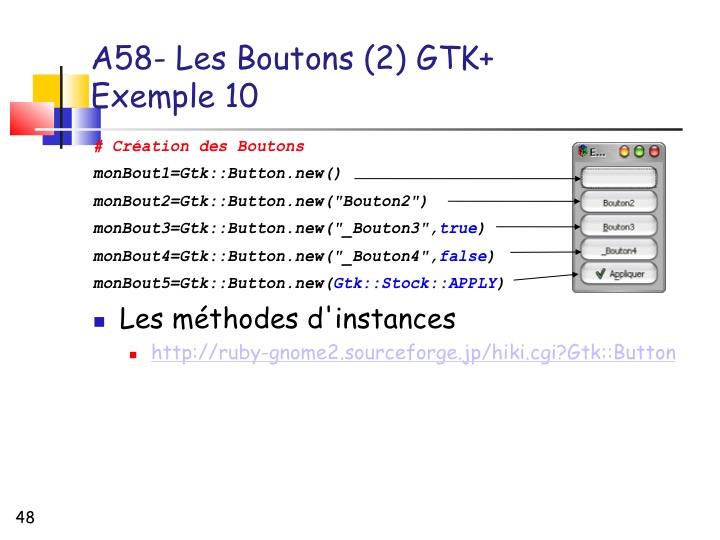 A58- Les Boutons (2) GTK+
Exemple 10
# Création des Boutons
monBout1=Gtk::Button.new()
monBout2=Gtk::Button.new("Bouton2")
monBout3=Gtk::Button.new("_Bouton3",true)
monBout4=Gtk::Button.new("_Bouton4",false)
monBout5=Gtk::Button.new(Gtk::Stock::APPLY)
E...
Bouton2
Bouton3
_Bouton4
Appliquer
Les méthodes d'instances
http://ruby-gnome2.sourceforge.jp/hiki.cgi?Gtk::Button
48